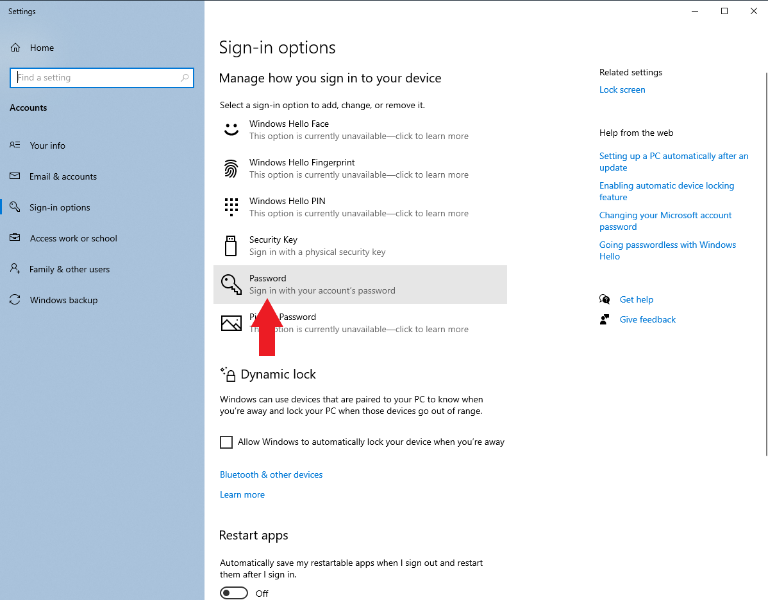 Settings
Home
Find a setting
Accounts
Your info
Email & accounts
Sign-in options
Access work or school
Family & other users
Windows backup
Sign-in options
Manage how you sign in to your device
Select a sign-in option to add, change, or remove it.
Windows Hello Face
This option is currently unavailable—click to learn more
Windows Hello Fingerprint
This option is currently unavailable—click to learn more
Windows Hello PIN
This option is currently unavailable—click to learn more
Security Key
Sign in with a physical security key
Password
Sign in with your account's password
Password
option is currently unavailable—click to learn more
Dynamic lock
Windows can use devices that are paired to your PC to know when
you're away and lock your PC when those devices go out of range.
Allow Windows to automatically lock your device when you're away
Bluetooth & other devices
Learn more
Restart apps
Automatically save my restartable apps when I sign out and restart
them after I sign in.
Off
Related settings
Lock screen
Help from the web
Setting up a PC automatically after an
update
Enabling automatic device locking
feature
Changing your Microsoft account
password
Going passwordless with Windows
Hello
Get help
Give feedback